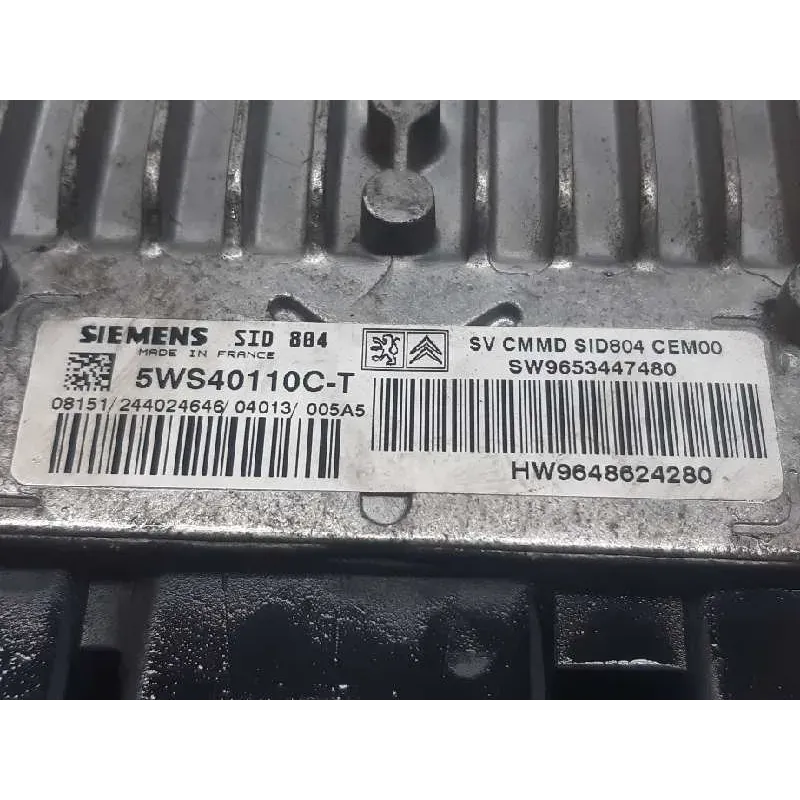 SIEMENS SID 804
MADE IN FRANCE
5WS40110C-T
08151/244024646/04013/005A5
SV CMMD SID804 CEM00
SW9653447480
HW9648624280